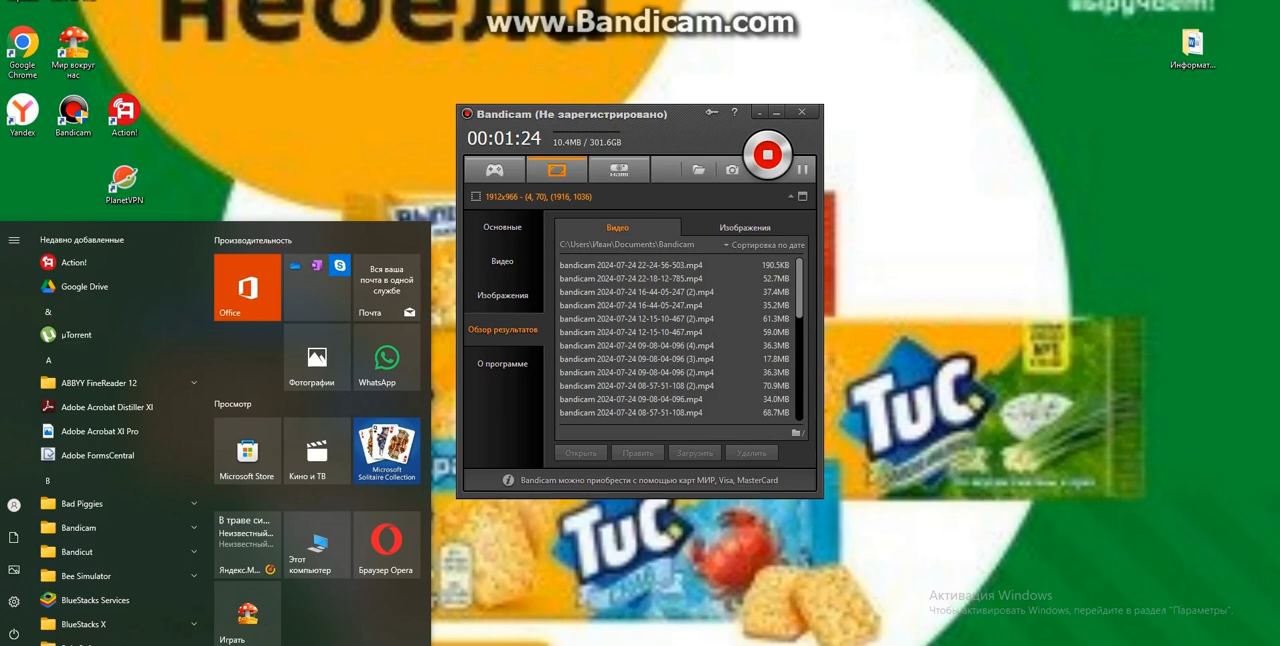 недели
www.Bandicam.com
выручает!
Google
Chrome
Мир вокруг
нас
Yandex
Bandicam
Action!
PlanetVPN
Информат...
Недавно добавленные
Action!
Google Drive
&
µTorrent
A
ABBYY FineReader 12
Adobe Acrobat Distiller XI
Adobe Acrobat XI Pro
Adobe FormsCentral
B
Bad Piggies
Bandicam
Bandicut
Bee Simulator
BlueStacks Services
BlueStacks X
Производительность
Office
Вся ваша
почта в одной
службе
Почта
Фотографии
WhatsApp
Просмотр
Microsoft Store
Кино и ТВ
Microsoft
Solitaire Collection
В траве си...
Неизвестный...
Неизвестный...
Яндекс.М...
Этот
компьютер
Браузер Opera
Играть
Bandicam (Не зарегистрировано)
?
00:01:24
10.4MB / 301.6GB
HDMI
1912x966 - (4, 70), (1916, 1036)
Основные
Видео
Изображения
Обзор результатов
О программе
Видео
Изображения
C:\Users\Иван\Documents\Bandicam
Сортировка по дате
bandicam 2024-07-24 22-24-56-503.mp4 190.5KB
bandicam 2024-07-24 22-18-12-785.mp4 52.7MB
bandicam 2024-07-24 16-44-05-247 (2).mp4 37.4MB
bandicam 2024-07-24 16-44-05-247.mp4 35.2MB
bandicam 2024-07-24 12-15-10-467 (2).mp4 61.3MB
bandicam 2024-07-24 12-15-10-467.mp4 59.0MB
bandicam 2024-07-24 09-08-04-096 (4).mp4 36.3MB
bandicam 2024-07-24 09-08-04-096 (3).mp4 17.8MB
bandicam 2024-07-24 09-08-04-096 (2).mp4 36.3MB
bandicam 2024-07-24 08-57-51-108 (2).mp4 70.9MB
bandicam 2024-07-24 09-08-04-096.mp4 34.0MB
bandicam 2024-07-24 08-57-51-108.mp4 68.7MB
/
Открыть
Править
Загрузить
Удалить
Bandicam можно приобрести с помощью карт МИР, Visa, MasterCard
TUC
TUC
Активация Windows
Чтобы активировать Windows, перейдите в раздел "Параметры".